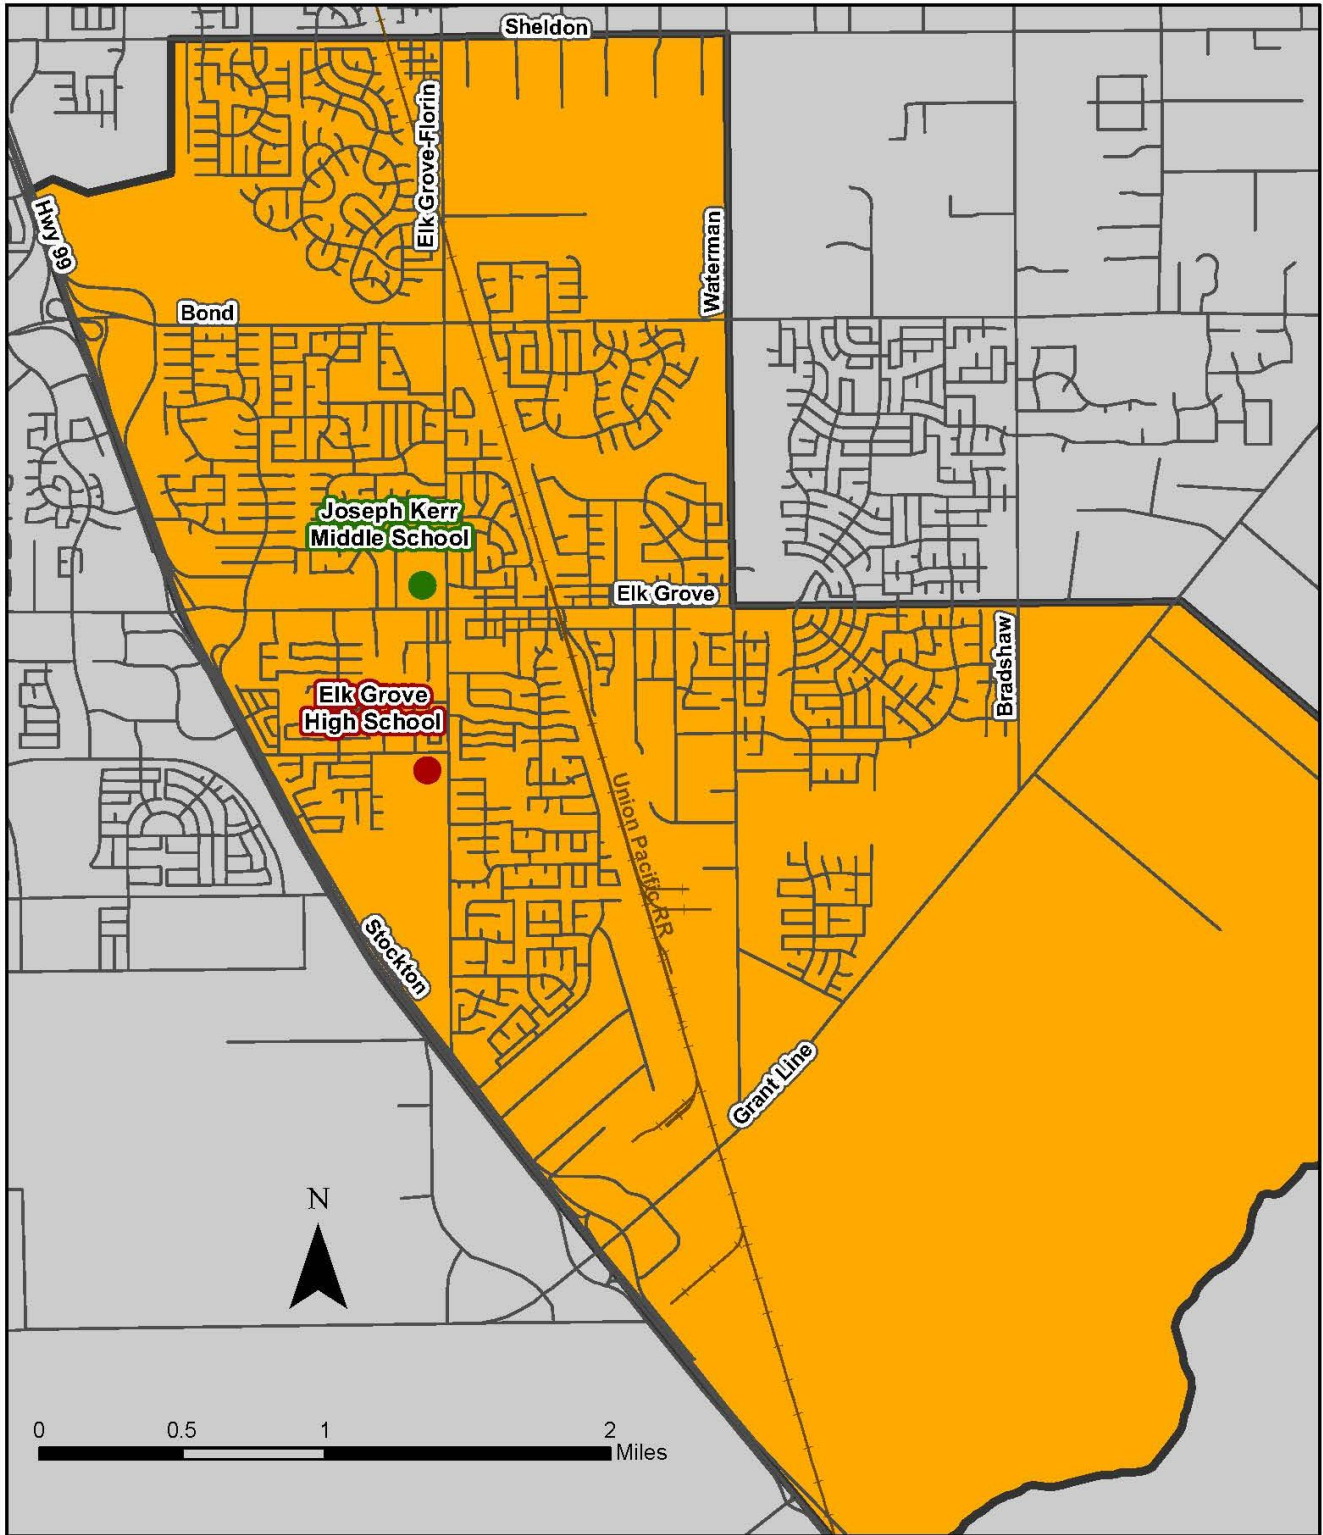 Sheldon
Elk Grove-Florin
Hwy 99
Waterman
Bond
Joseph Kerr
Middle School
Elk Grove
Bradshaw
Elk Grove
High School
Union Pacific RR
Stockton
Grant Line
N
0 0.5 1 2
Miles